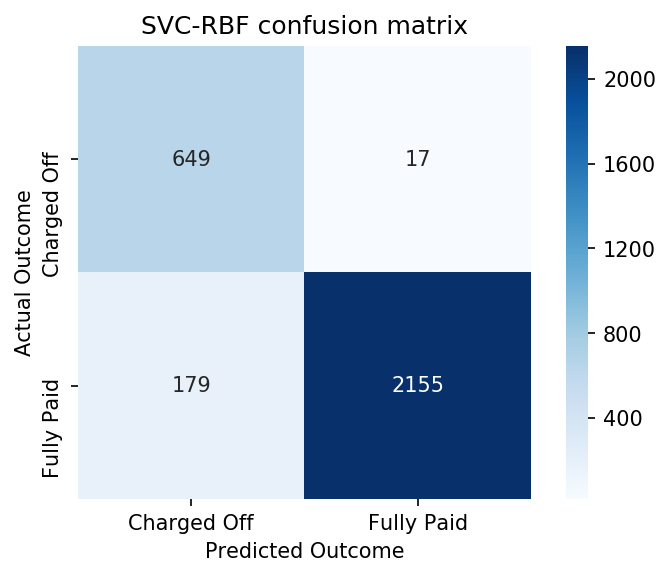 SVC-RBF confusion matrix
Actual Outcome
Charged Off
Fully Paid
649
17
179
2155
Charged Off
Fully Paid
Predicted Outcome
2000
1600
1200
800
400